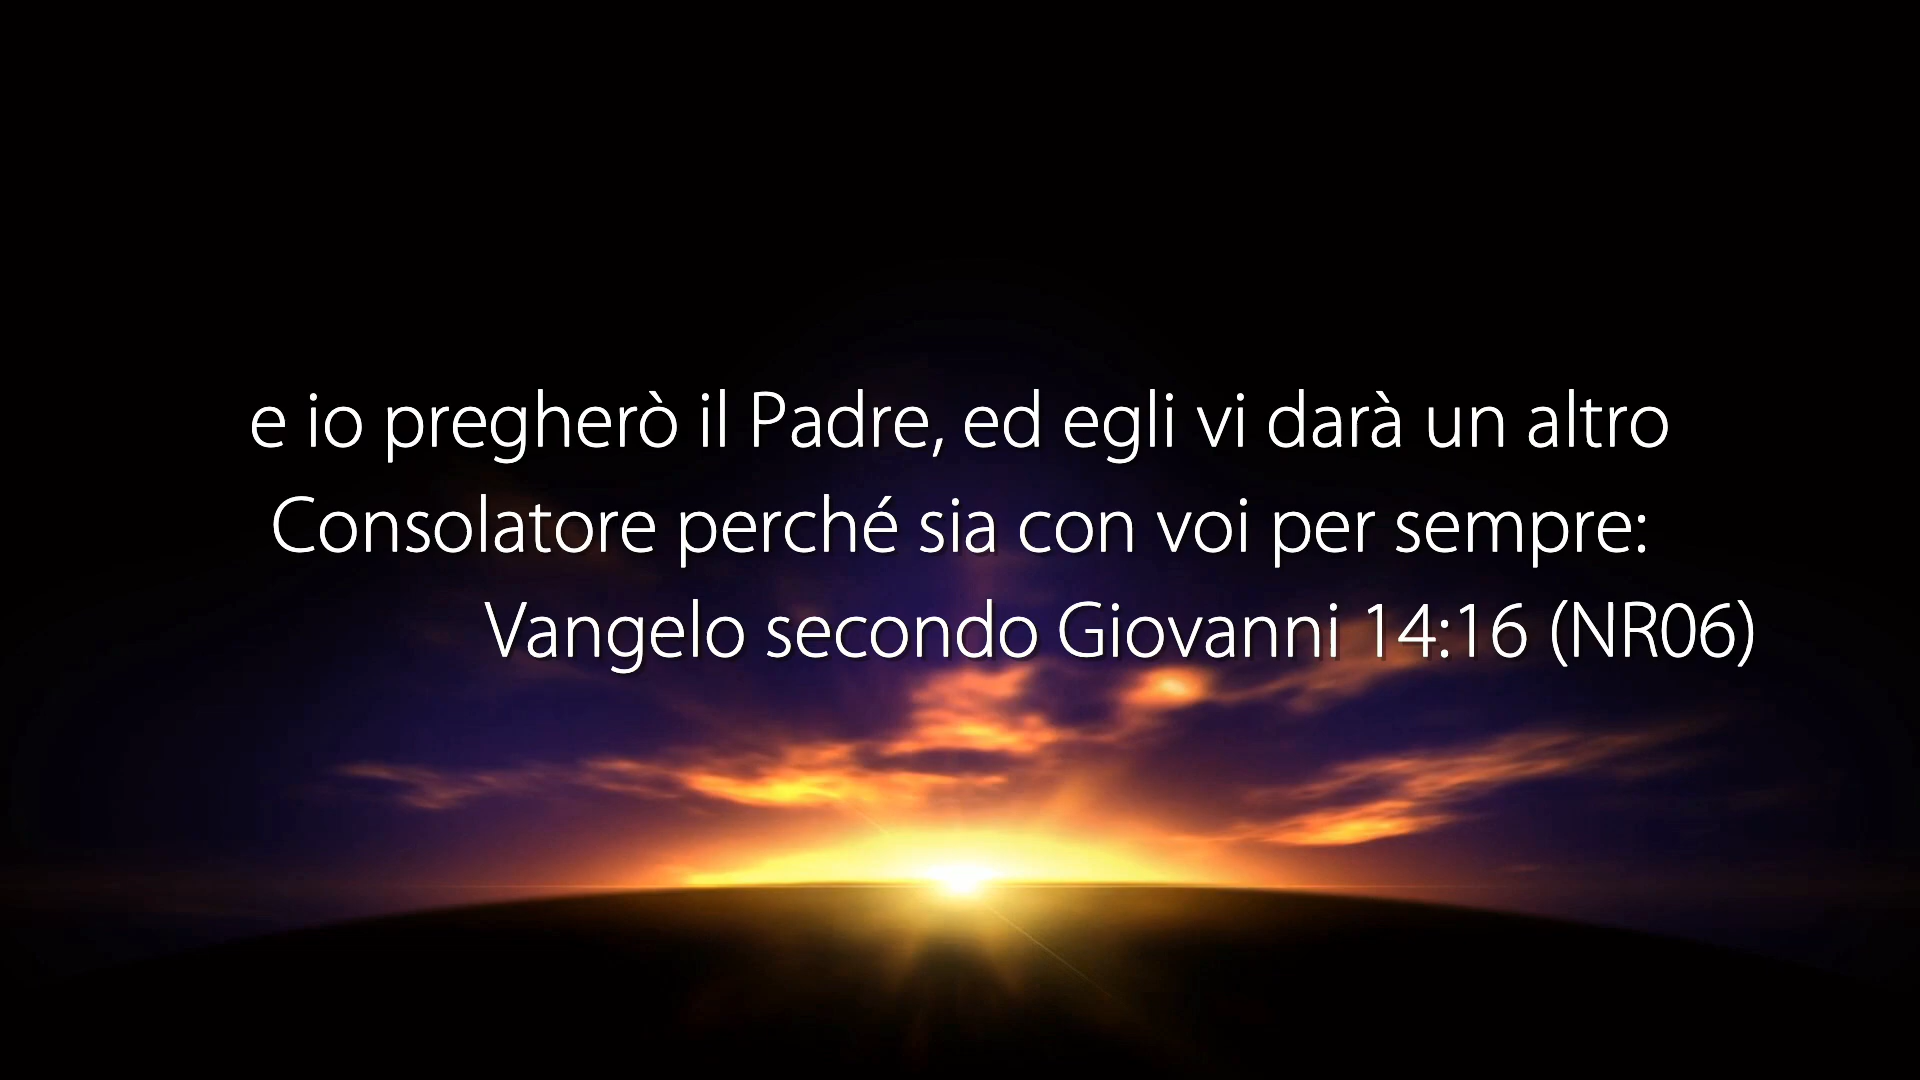 e io pregherò il Padre, ed egli vi darà un altro
Consolatore perché sia con voi per sempre:
Vangelo secondo Giovanni 14:16 (NR06)